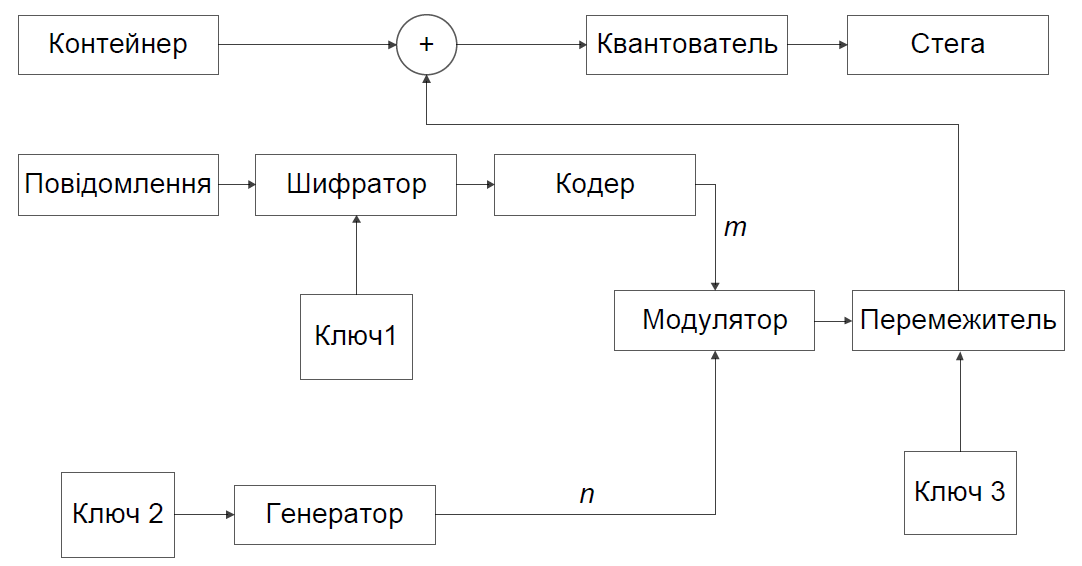 Контейнер
+
Квантователь
Стега
Повідомлення
Шифратор
Кодер
m
Ключ1
Модулятор
Перемежитель
Ключ 2
Генератор
n
Ключ 3